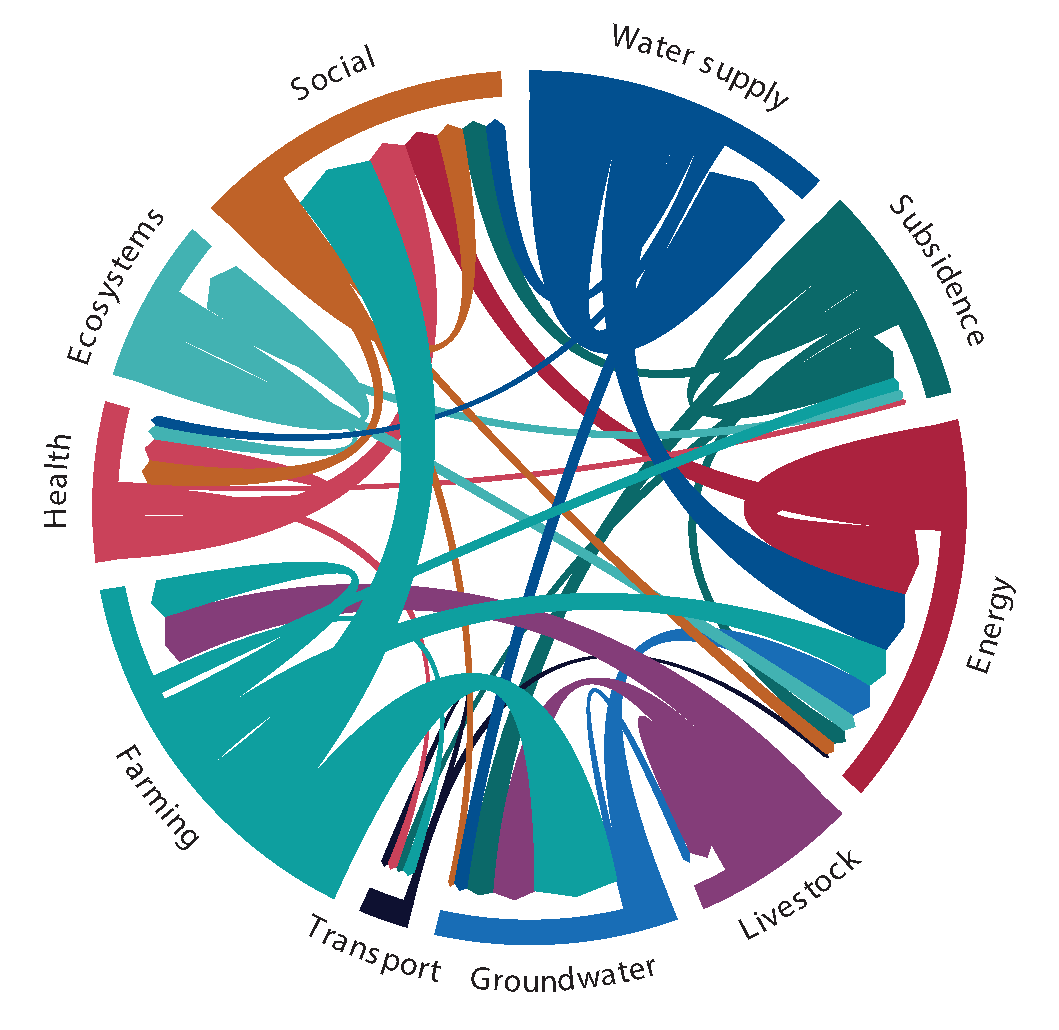 Water supply
Subsidence
Energy
Livestock
Groundwater
Transport
Farming
Health
Ecosystems
Social